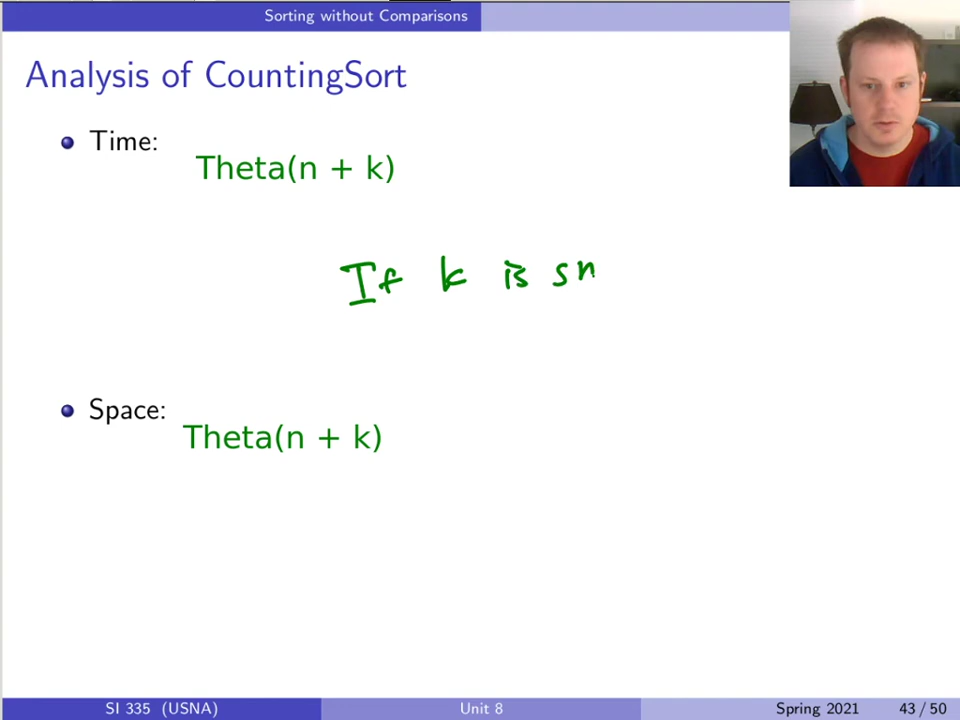 Sorting without Comparisons
Analysis of CountingSort
Time:
Theta(n + k)
If k is sm
Space:
Theta(n + k)
SI 335 (USNA) Unit 8 Spring 2021 43 / 50